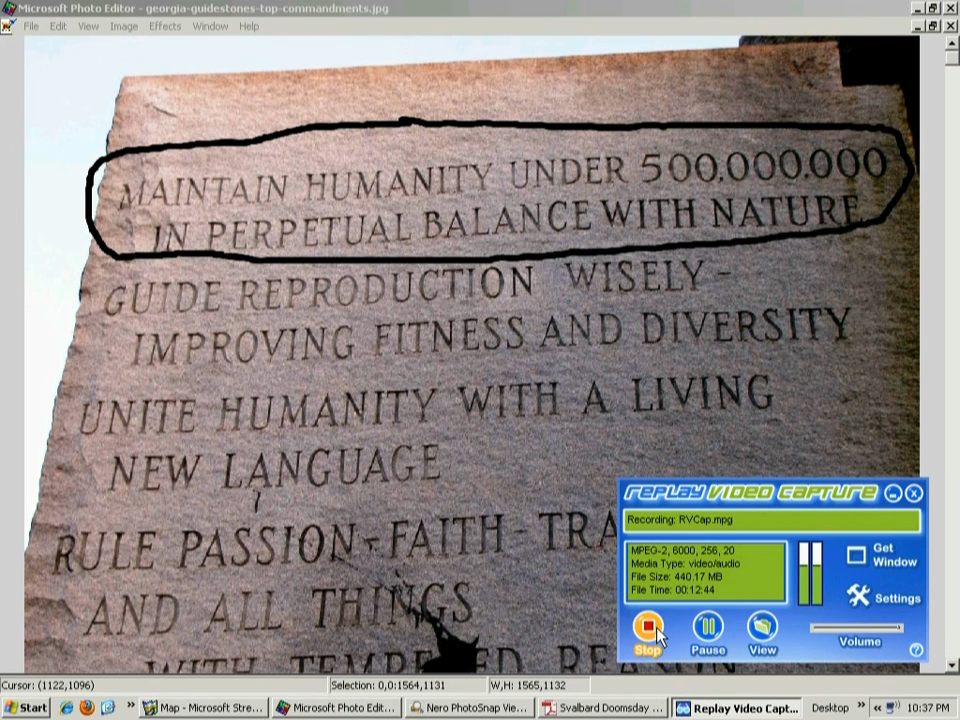 Microsoft Photo Editor - georgia-guidestones-top-commandments.jpg
File Edit View Image Effects Window Help
MAINTAIN HUMANITY UNDER 500.000.000
IN PERPETUAL BALANCE WITH NATURE
GUIDE REPRODUCTION WISELY -
IMPROVING FITNESS AND DIVERSITY
UNITE HUMANITY WITH A LIVING
NEW LANGUAGE
RULE PASSION - FAITH - TRA
AND ALL THINGS
WITH TEMPERED REASON
REPLAY VIDEO CAPTURE
Recording: RVCap.mpg
MPEG-2, 6000, 256, 20
Media Type: video/audio
File Size: 440.17 MB
File Time: 00:12:44
Get
Window
Settings
Stop Pause View Volume
Cursor: (1122,1096) Selection: 0,0:1564,1131 W,H: 1565,1132
Start » Map - Microsoft Stre... Microsoft Photo Edit... Nero PhotoSnap Vie... Svalbard Doomsday ... Replay Video Capt... Desktop » « 10:37 PM